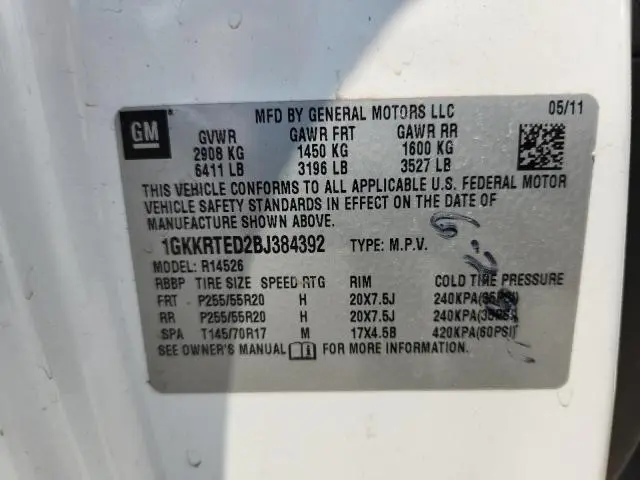 MFD BY GENERAL MOTORS LLC 05/11
GM
GVWR GAWR FRT GAWR RR
2908 KG 1450 KG 1600 KG
6411 LB 3196 LB 3527 LB
THIS VEHICLE CONFORMS TO ALL APPLICABLE U.S. FEDERAL MOTOR
VEHICLE SAFETY STANDARDS IN EFFECT ON THE DATE OF
MANUFACTURE SHOWN ABOVE.
1GKKRTED2BJ384392 TYPE: M.P.V.
MODEL: R14526
RBBP TIRE SIZE SPEED RTG RIM COLD TIRE PRESSURE
FRT P255/55R20 H 20X7.5J 240KPA(35PSI)
RR P255/55R20 H 20X7.5J 240KPA(35PSI)
SPA T145/70R17 M 17X4.5B 420KPA(60PSI)
SEE OWNER'S MANUAL FOR MORE INFORMATION.